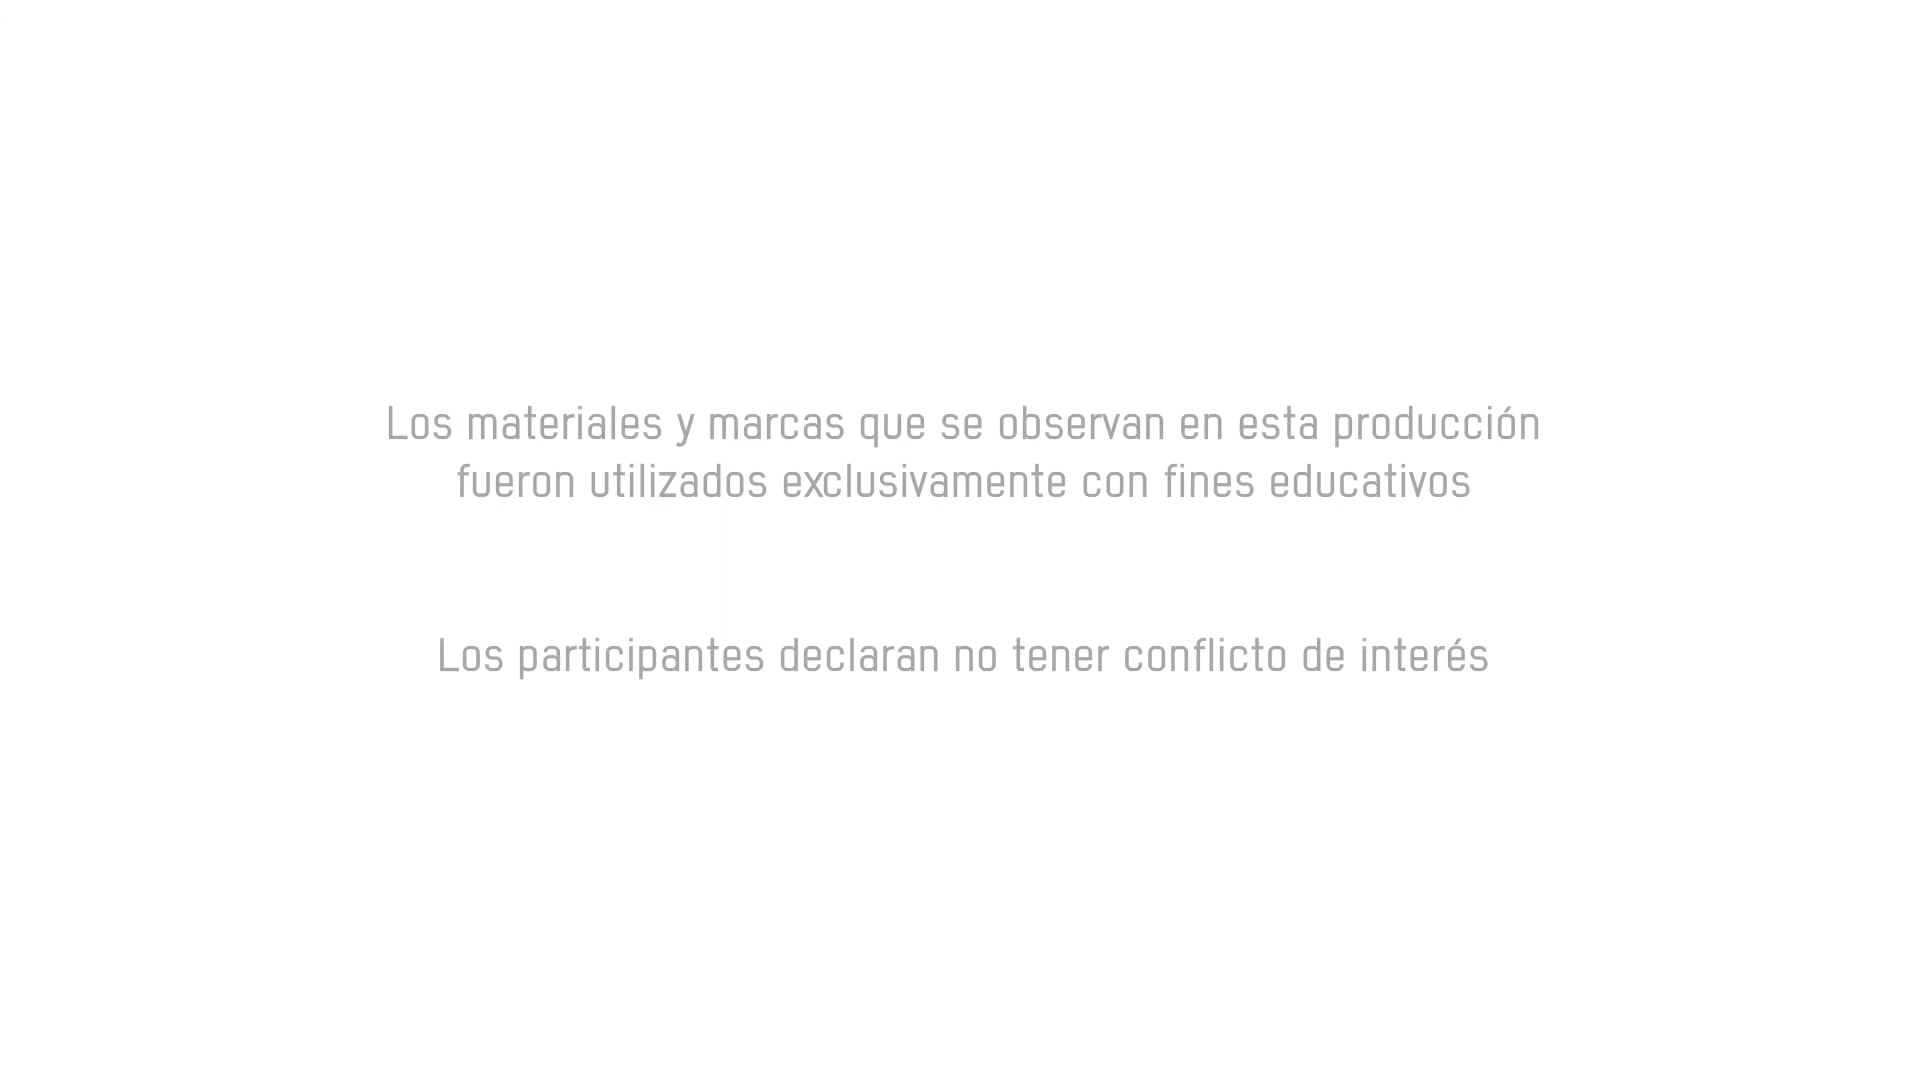 Los materiales y marcas que se observan en esta producción
fueron utilizados exclusivamente con fines educativos
Los participantes declaran no tener conflicto de interés